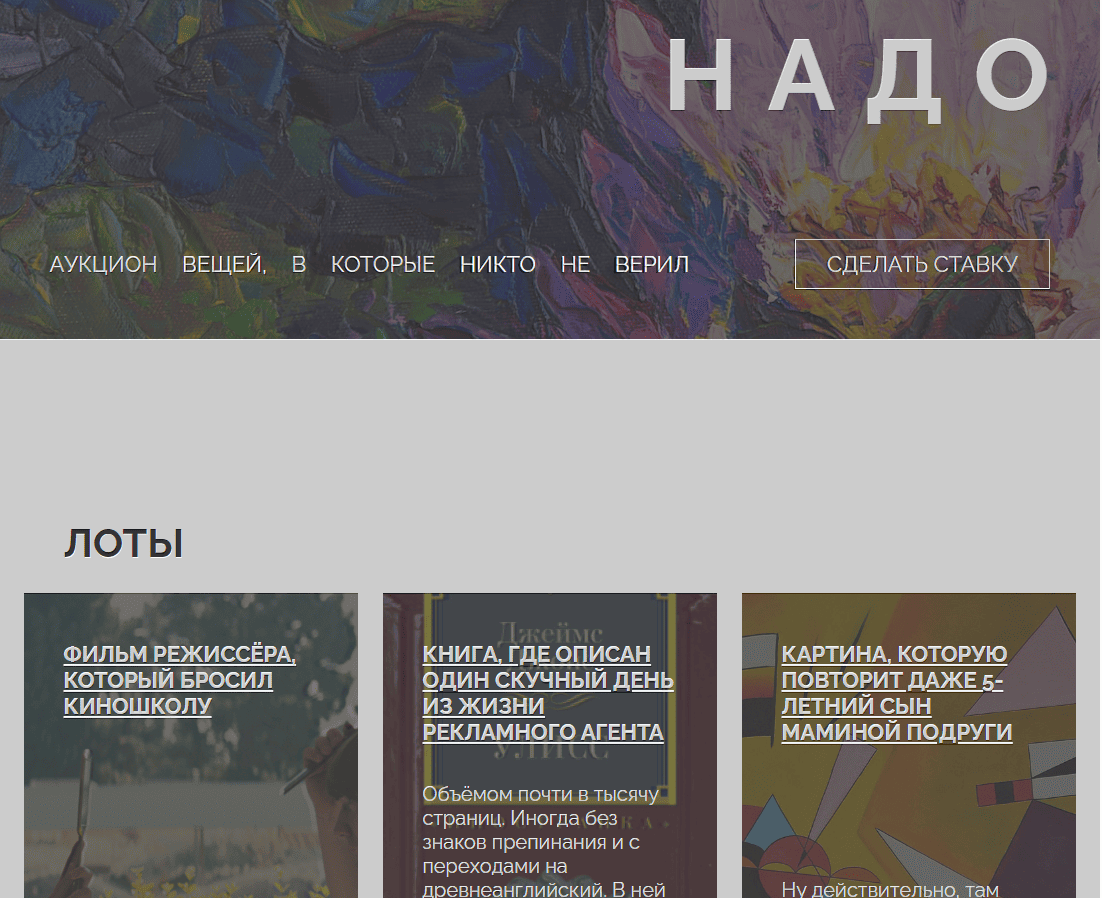 НАДО
АУКЦИОН ВЕЩЕЙ, В КОТОРЫЕ НИКТО НЕ ВЕРИЛ
СДЕЛАТЬ СТАВКУ
ЛОТЫ
ФИЛЬМ РЕЖИССЁРА,
КОТОРЫЙ БРОСИЛ
КИНОШКОЛУ
Джеймс
КНИГА, ГДЕ ОПИСАН
ОДИН СКУЧНЫЙ ДЕНЬ
ИЗ ЖИЗНИ
РЕКЛАМНОГО АГЕНТА
УЛИСС
Объёмом почти в тысячу
страниц. Иногда без
знаков препинания и с
переходами на
древнеанглийский. В ней
КАРТИНА, КОТОРУЮ
ПОВТОРИТ ДАЖЕ 5-
ЛЕТНИЙ СЫН
МАМИНОЙ ПОДРУГИ
Ну действительно, там